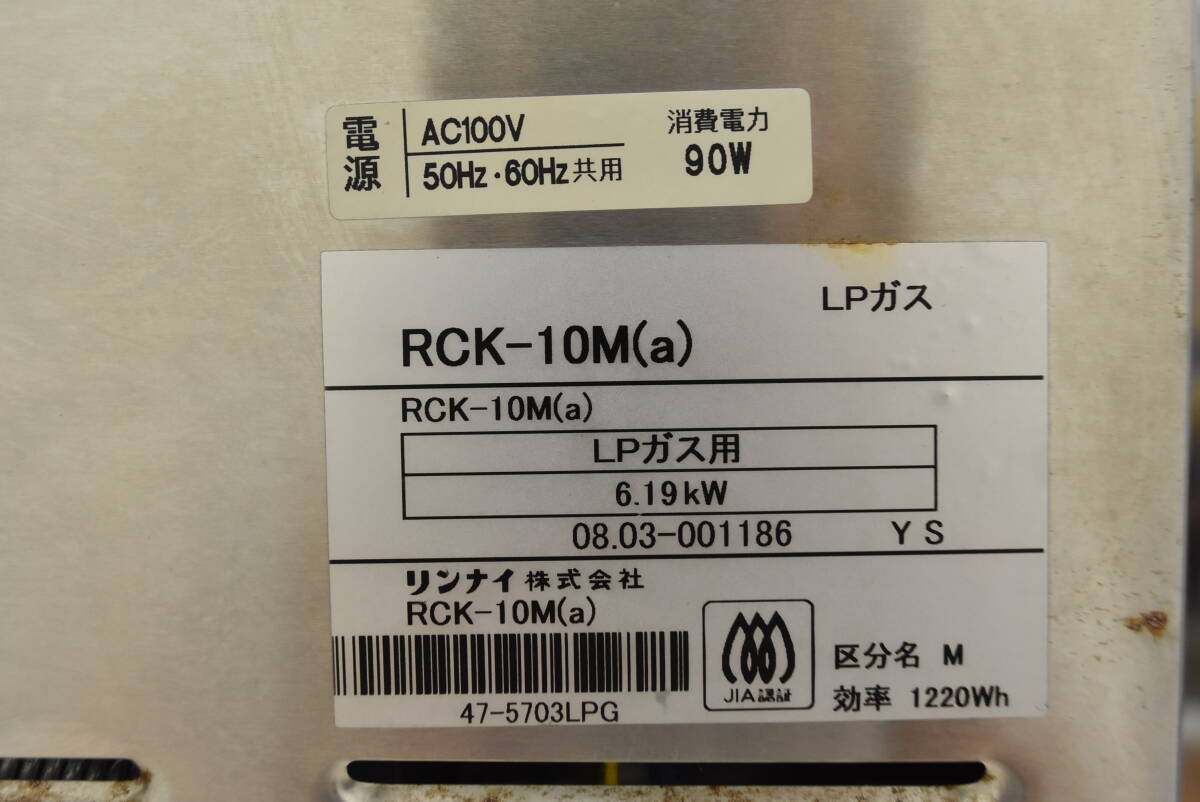 電源
AC100V
50Hz・60Hz共用
消費電力
90W
LPガス
RCK-10M(a)
RCK-10M(a)
LPガス用
6.19kW
08.03-001186 YS
リンナイ株式会社
RCK-10M(a)
47-5703LPG
JIA認証
区分名 M
効率 1220Wh